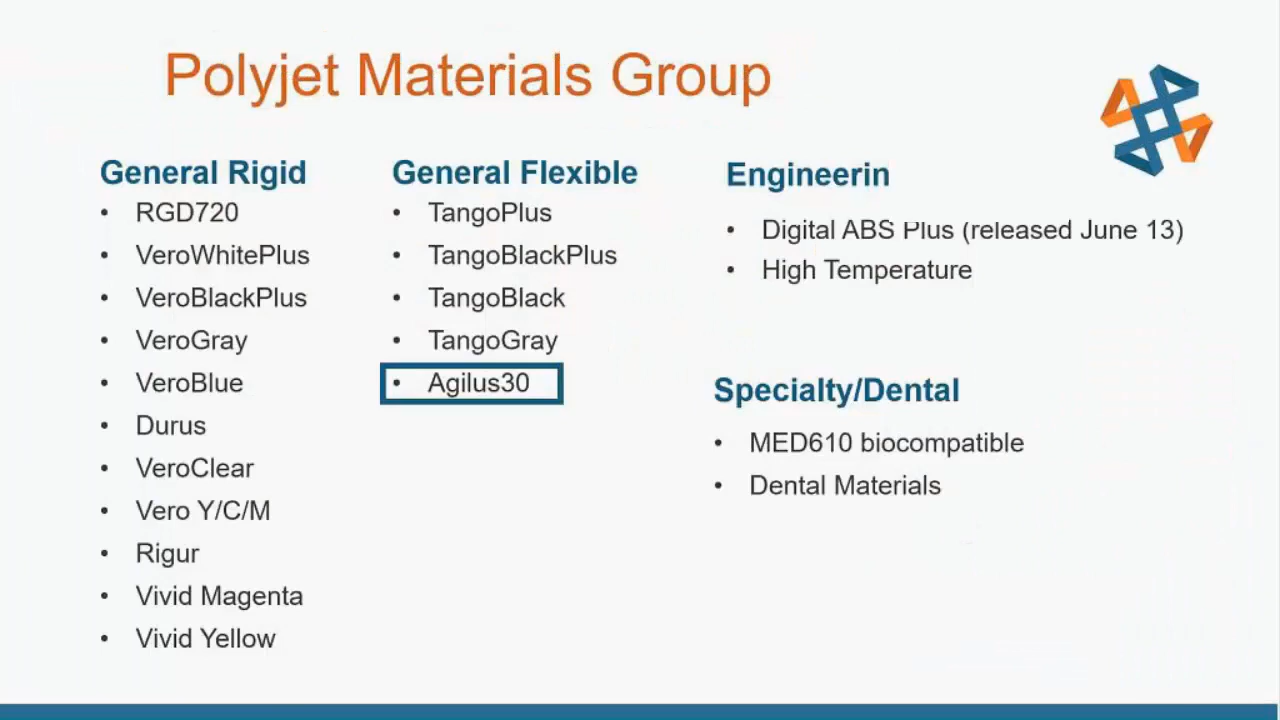 Polyjet Materials Group
General Rigid
• RGD720
• VeroWhitePlus
• VeroBlackPlus
• VeroGray
• VeroBlue
• Durus
• VeroClear
• Vero Y/C/M
• Rigur
• Vivid Magenta
• Vivid Yellow
General Flexible
• TangoPlus
• TangoBlackPlus
• TangoBlack
• TangoGray
• Agilus30
Engineerin
• Digital ABS Plus (released June 13)
• High Temperature
Specialty/Dental
• MED610 biocompatible
• Dental Materials